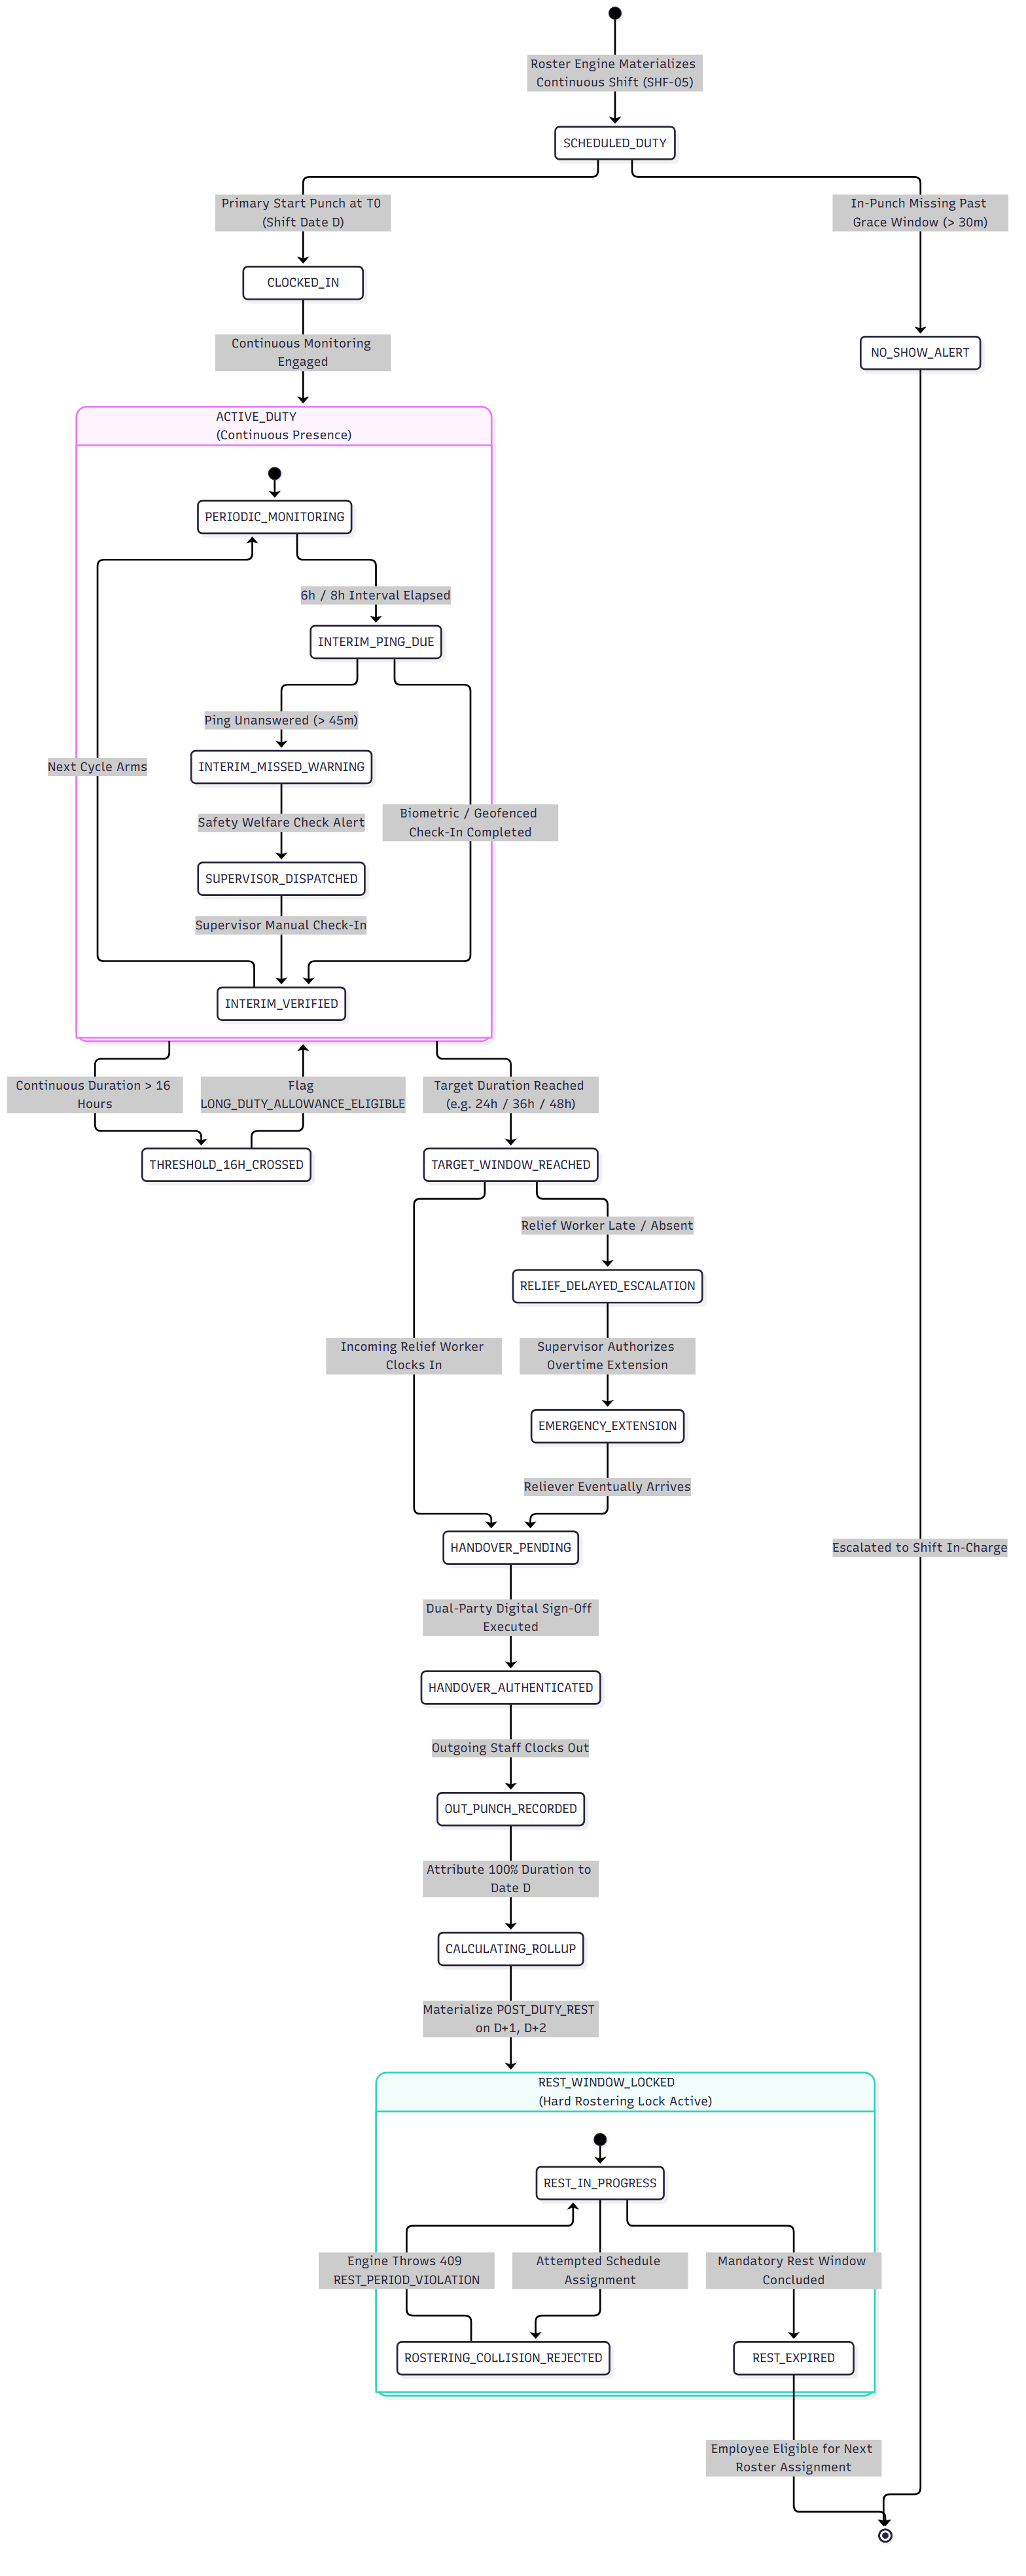 Roster Engine Materializes
Continuous Shift (SHF-05)
SCHEDULED_DUTY
Primary Start Punch at T0
(Shift Date D)
In-Punch Missing Past
Grace Window (> 30m)
CLOCKED_IN
Continuous Monitoring
Engaged
NO_SHOW_ALERT
ACTIVE_DUTY
(Continuous Presence)
PERIODIC_MONITORING
6h / 8h Interval Elapsed
INTERIM_PING_DUE
Ping Unanswered (> 45m)
INTERIM_MISSED_WARNING
Next Cycle Arms
Safety Welfare Check Alert
Biometric / Geofenced
Check-In Completed
SUPERVISOR_DISPATCHED
Supervisor Manual Check-In
INTERIM_VERIFIED
Continuous Duration > 16
Hours
Flag
LONG_DUTY_ALLOWANCE_ELIGIBLE
Target Duration Reached
(e.g. 24h / 36h / 48h)
THRESHOLD_16H_CROSSED
TARGET_WINDOW_REACHED
Relief Worker Late / Absent
RELIEF_DELAYED_ESCALATION
Incoming Relief Worker
Clocks In
Supervisor Authorizes
Overtime Extension
EMERGENCY_EXTENSION
Reliever Eventually Arrives
HANDOVER_PENDING
Escalated to Shift In-Charge
Dual-Party Digital Sign-Off
Executed
HANDOVER_AUTHENTICATED
Outgoing Staff Clocks Out
OUT_PUNCH_RECORDED
Attribute 100% Duration to
Date D
CALCULATING_ROLLUP
Materialize POST_DUTY_REST
on D+1, D+2
REST_WINDOW_LOCKED
(Hard Rostering Lock Active)
REST_IN_PROGRESS
Engine Throws 409
REST_PERIOD_VIOLATION
Attempted Schedule
Assignment
Mandatory Rest Window
Concluded
ROSTERING_COLLISION_REJECTED
REST_EXPIRED
Employee Eligible for Next
Roster Assignment